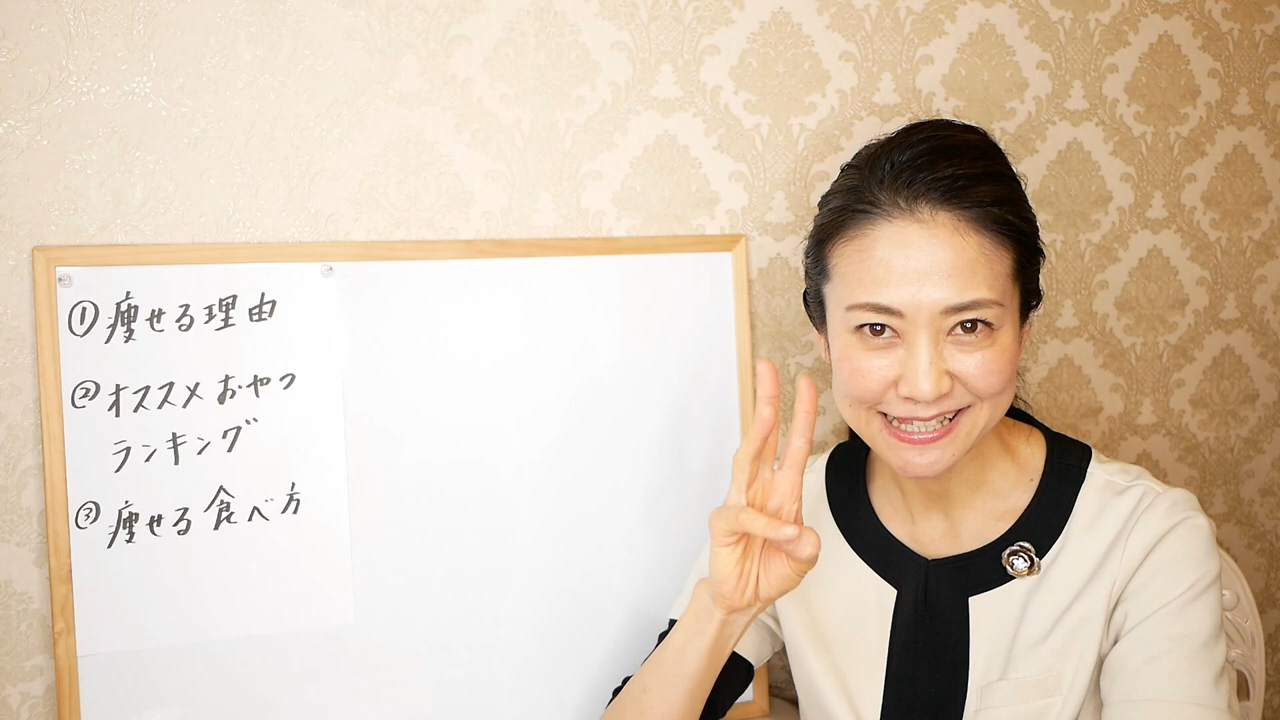 ①痩せる理由
②オススメおやつ
ランキング
③痩せる食べ方